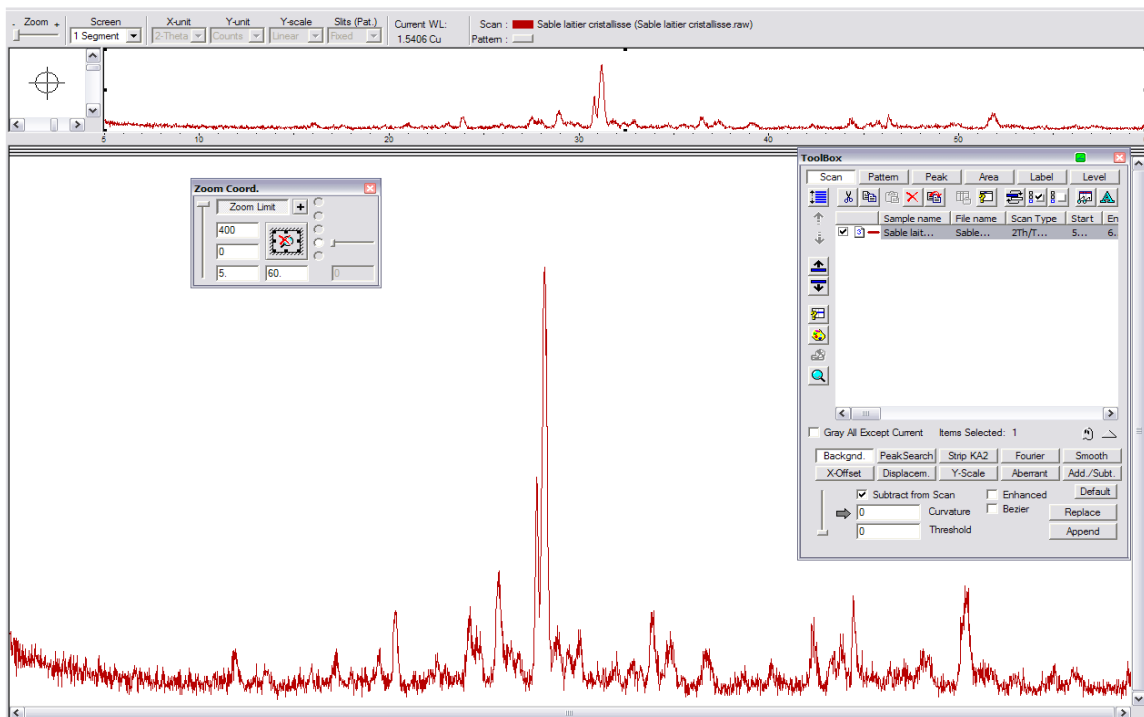 - Zoom + Screen X-unit Y-unit Y-scale Slits (Pat.) Current WL: Scan : Sable laitier cristallisse (Sable laitier cristallisse.raw)
1 Segment 2-Theta Counts Linear Fixed 1.5406 Cu Pattern :
5 10 20 30 40 50
Zoom Coord.
Zoom Limit +
400
0
5. 60. 0
ToolBox
Scan Pattern Peak Area Label Level
Sample name File name Scan Type Start En
Sable lait... Sable... 2Th/T... 5... 6.
Gray All Except Current Items Selected: 1
Backgnd. PeakSearch Strip KA2 Fourier Smooth
X-Offset Displacem. Y-Scale Aberrant Add./Subt.
Subtract from Scan Enhanced Default
0 Curvature Bezier Replace
0 Threshold Append